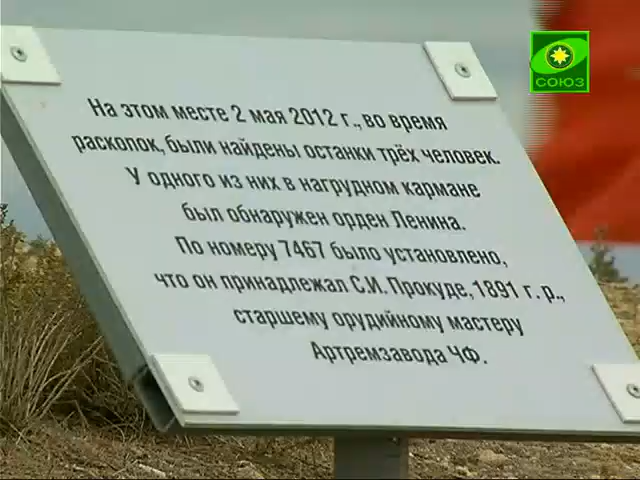 СОЮЗ
На этом месте 2 мая 2012 г., во время
раскопок, были найдены останки трёх человек.
У одного из них в нагрудном кармане
был обнаружен орден Ленина.
По номеру 7467 было установлено,
что он принадлежал С.И. Прокуде, 1891 г. р.,
старшему орудийному мастеру
Артремзавода ЧФ.